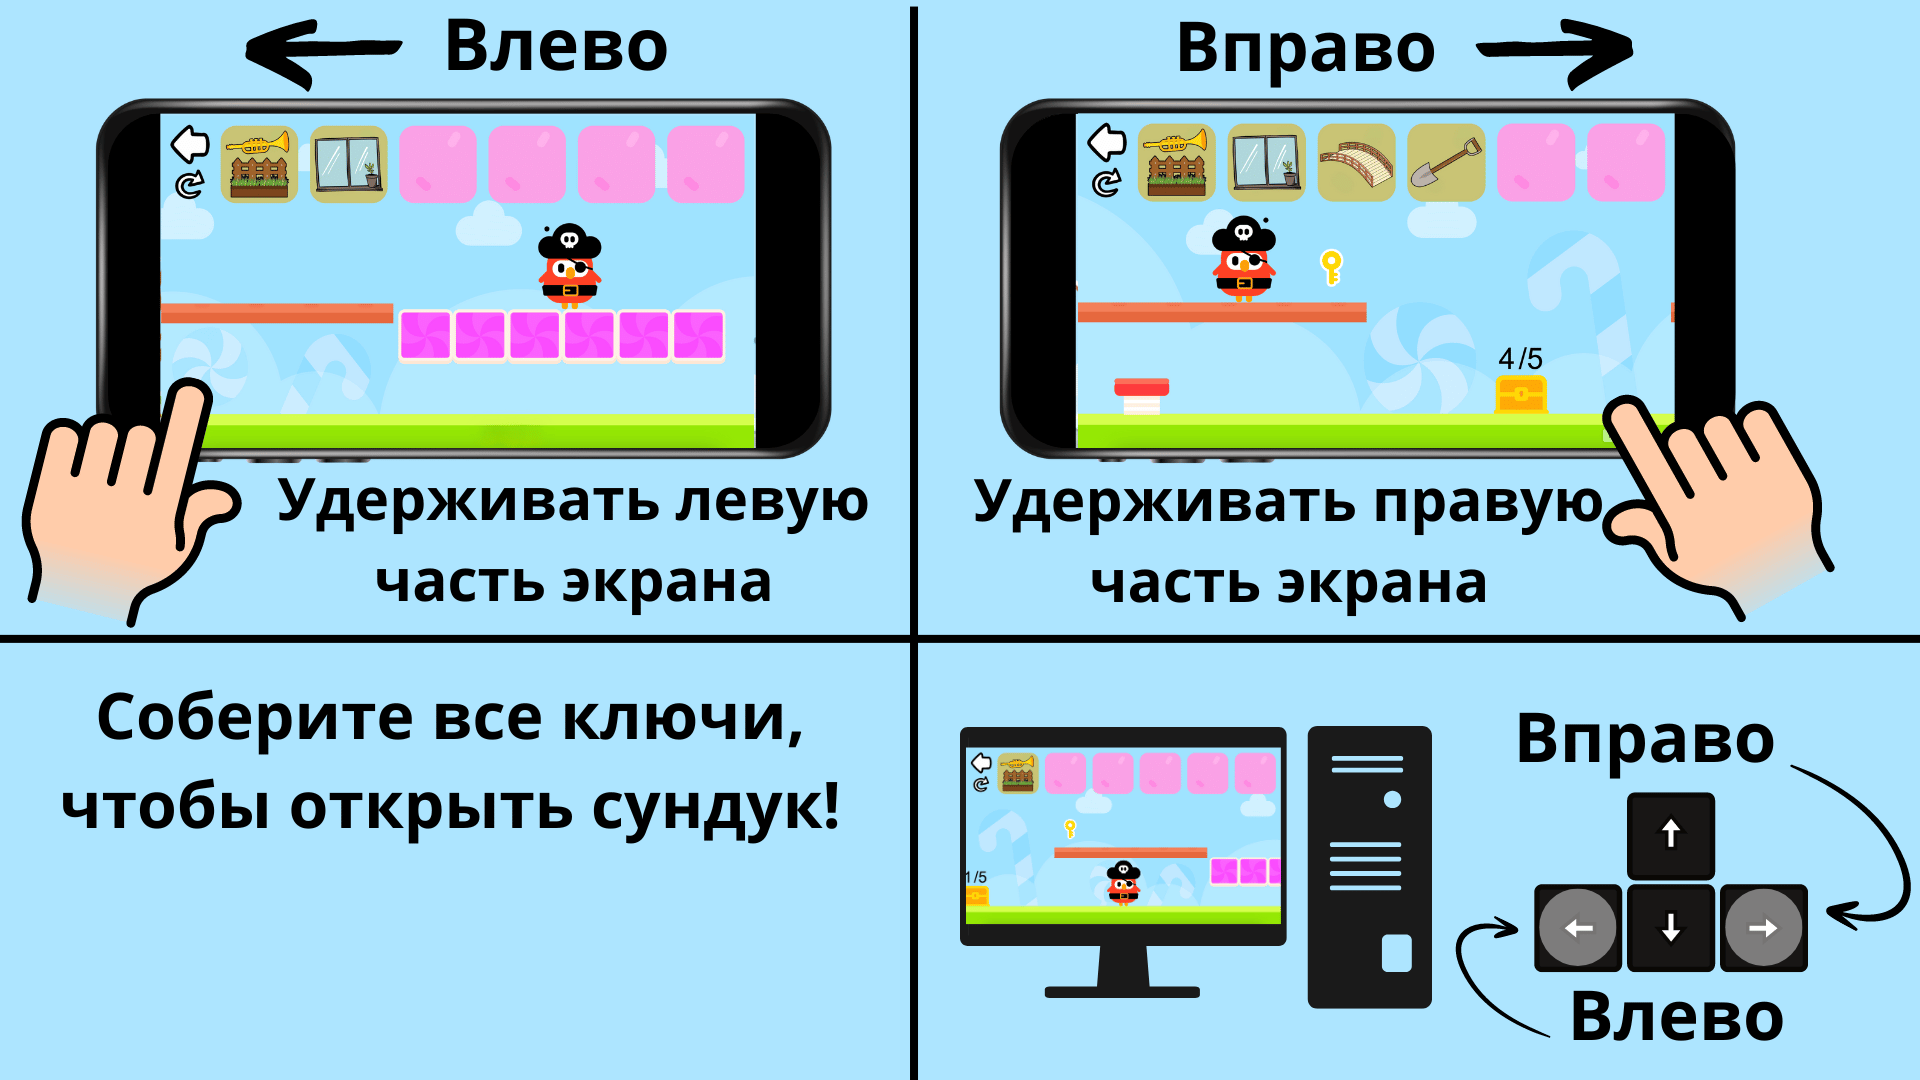 Влево
Удерживать левую
часть экрана
Вправо
4/5
Удерживать правую
часть экрана
Соберите все ключи,
чтобы открыть сундук!
1/5
Вправо
Влево